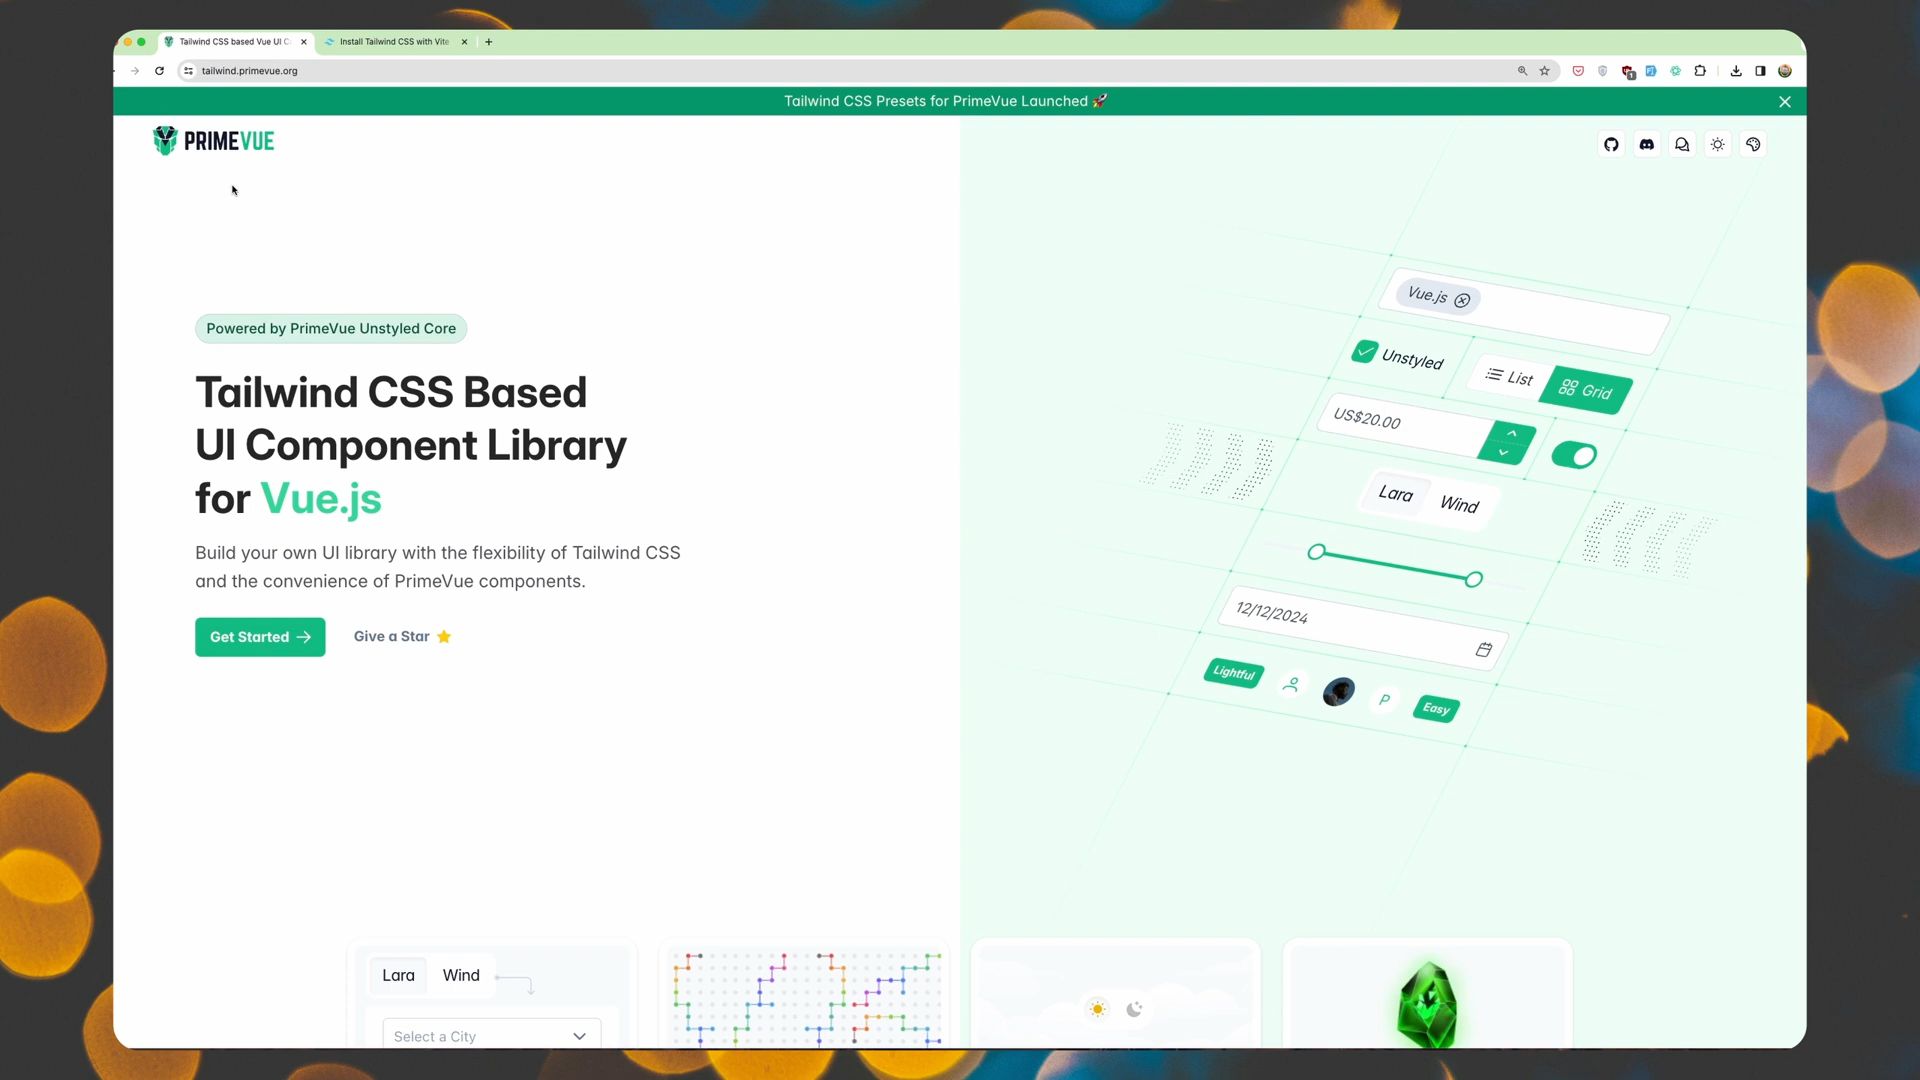 Tailwind CSS based Vue UI C
Install Tailwind CSS with Vite
tailwind.primevue.org
Tailwind CSS Presets for PrimeVue Launched 🚀
PRIMEVUE
Powered by PrimeVue Unstyled Core
Tailwind CSS Based
UI Component Library
for Vue.js
Build your own UI library with the flexibility of Tailwind CSS
and the convenience of PrimeVue components.
Get Started →
Give a Star ⭐
Vue.js
Unstyled
List
Grid
US$20.00
Lara
Wind
12/12/2024
Lightful
P
Easy
Lara
Wind
Select a City